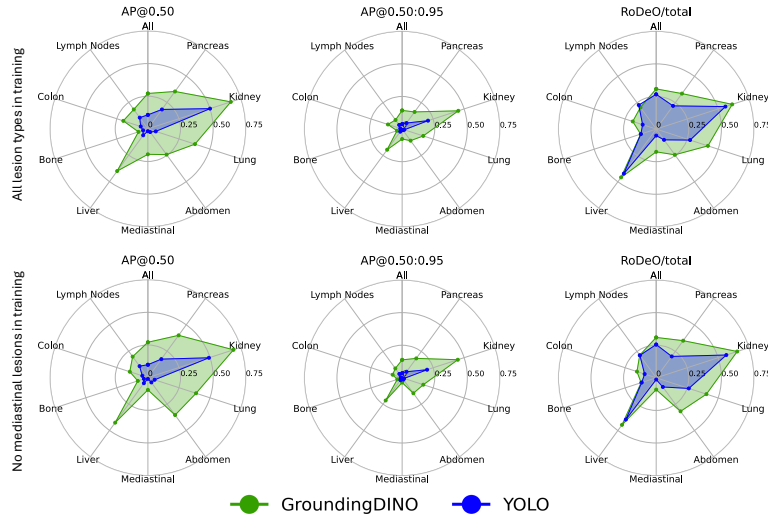 AP@0.50
AP@0.50:0.95
RoDeO/total
All lesion types in training
All
Pancreas
Kidney
Lung
Abdomen
Mediastinal
Liver
Bone
Colon
Lymph Nodes
0 0.25 0.50 0.75
All
Pancreas
Kidney
Lung
Abdomen
Mediastinal
Liver
Bone
Colon
Lymph Nodes
0 0.25 0.50 0.75
All
Pancreas
Kidney
Lung
Abdomen
Mediastinal
Liver
Bone
Colon
Lymph Nodes
0 0.25 0.50 0.75
AP@0.50
AP@0.50:0.95
RoDeO/total
No mediastinal lesions in training
All
Pancreas
Kidney
Lung
Abdomen
Mediastinal
Liver
Bone
Colon
Lymph Nodes
0 0.25 0.50 0.75
All
Pancreas
Kidney
Lung
Abdomen
Mediastinal
Liver
Bone
Colon
Lymph Nodes
0 0.25 0.50 0.75
All
Pancreas
Kidney
Lung
Abdomen
Mediastinal
Liver
Bone
Colon
Lymph Nodes
0 0.25 0.50 0.75
GroundingDINO YOLO